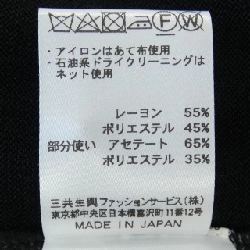 F W
・アイロンはあて布使用
・石油系ドライクリーニングは
ネット使用
レーヨン 55%
ポリエステル 45%
部分使い アセテート 65%
ポリエステル 35%
三共生興ファッションサービス(株)
東京都中央区日本橋富沢町11番12号
MADE IN JAPAN